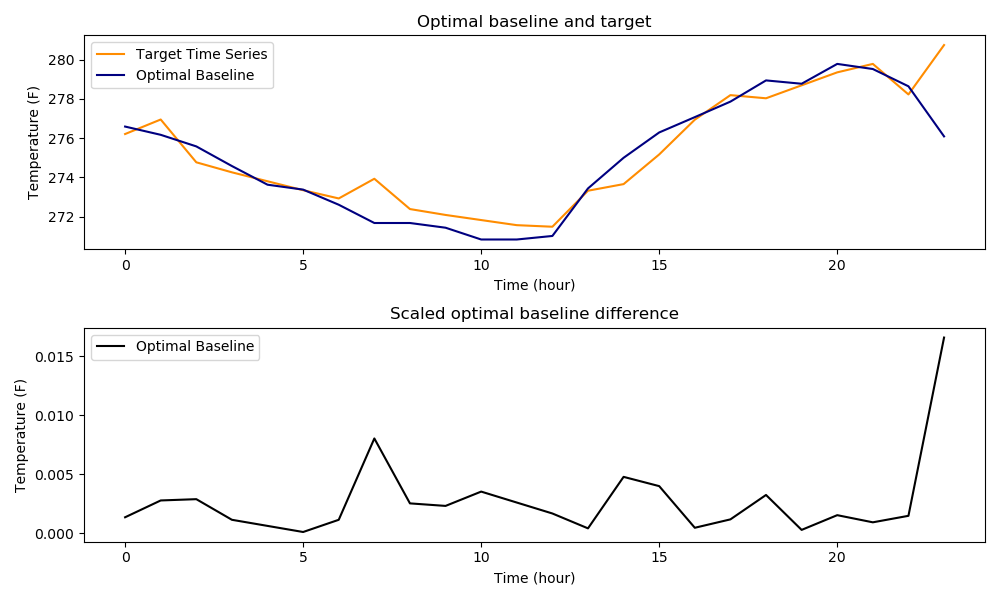 Optimal baseline and target
Temperature (F)
280
278
276
274
272
Target Time Series
Optimal Baseline
0 5 10 15 20
Time (hour)
Scaled optimal baseline difference
Temperature (F)
0.015
0.010
0.005
0.000
Optimal Baseline
0 5 10 15 20
Time (hour)